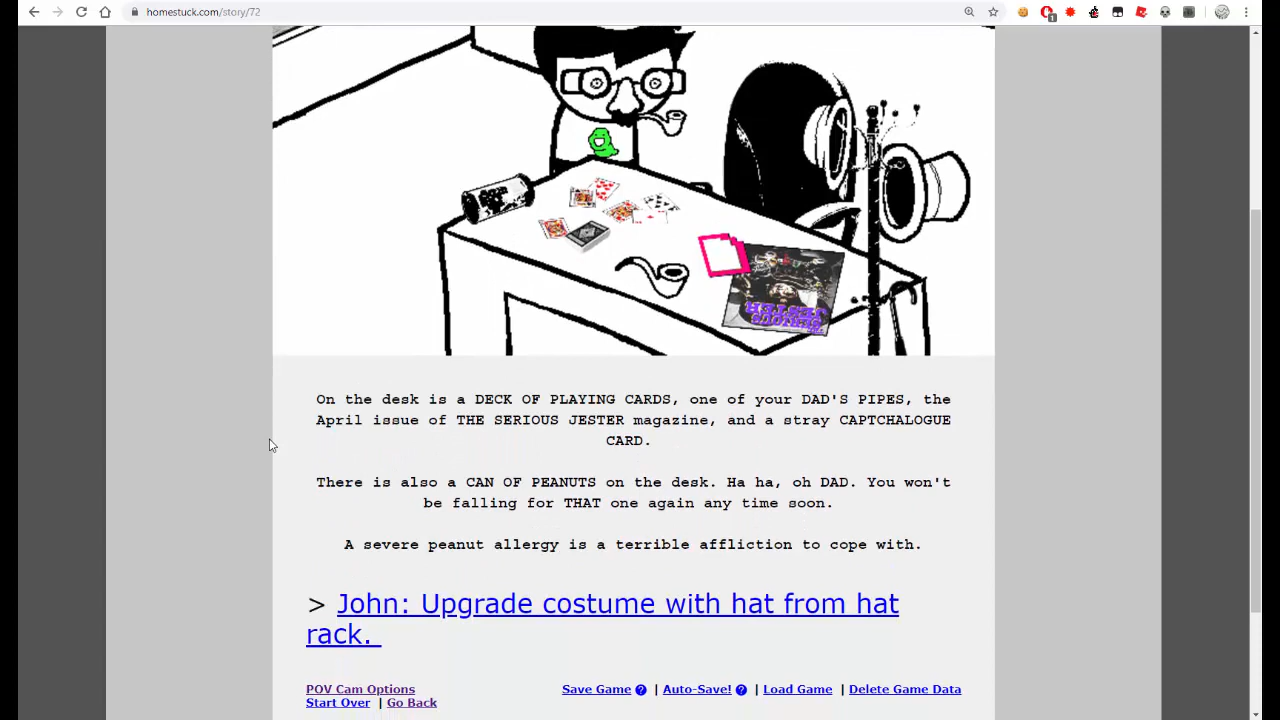 homestuck.com/story/72
1
On the desk is a DECK OF PLAYING CARDS, one of your DAD'S PIPES, the
April issue of THE SERIOUS JESTER magazine, and a stray CAPTCHALOGUE
CARD.
There is also a CAN OF PEANUTS on the desk. Ha ha, oh DAD. You won't
be falling for THAT one again any time soon.
A severe peanut allergy is a terrible affliction to cope with.
> John: Upgrade costume with hat from hat
rack.
POV Cam Options
Save Game ? | Auto-Save! ? | Load Game | Delete Game Data
Start Over | Go Back